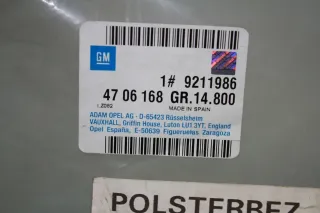 GM
1# 9211986
47 06 168 GR.14.800
MADE IN SPAIN
ADAM OPEL AG - D-65423 Rüsselsheim
VAUXHALL, Griffin House, Luton LU1 3YT, England
Opel España, E-50639 Figueruelas, Zaragoza
POLSTERBEZ